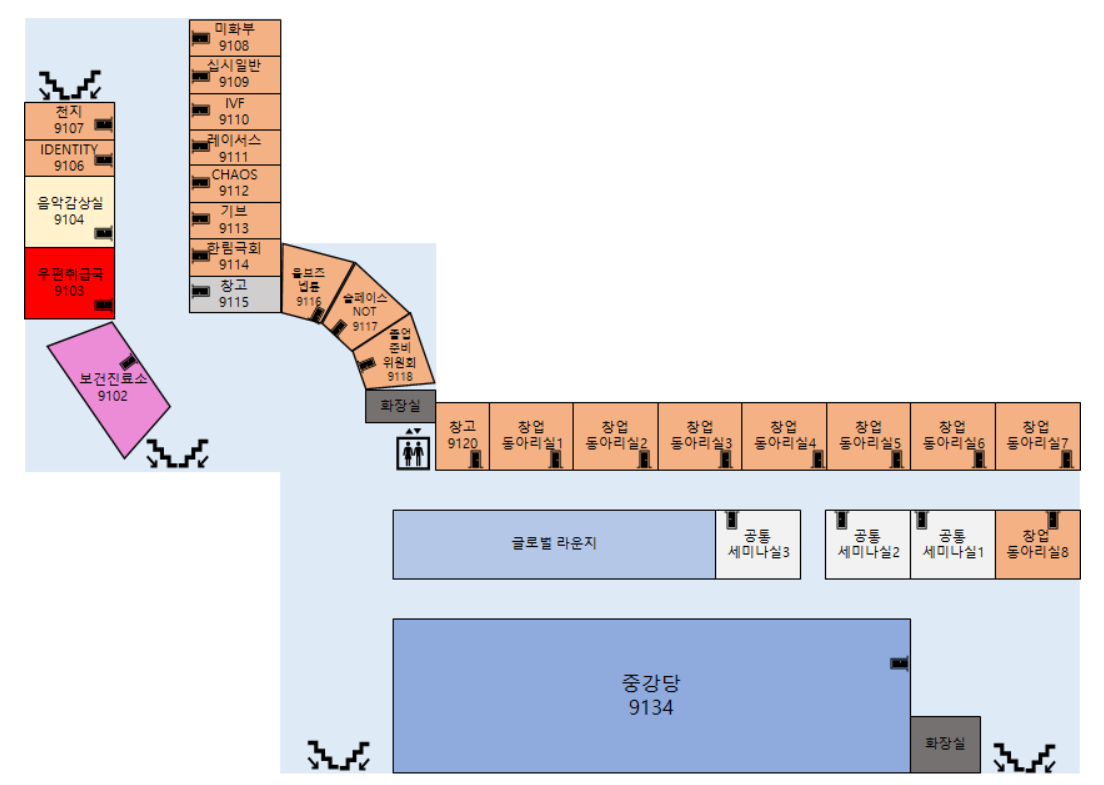 미화부
9108
십시일반
9109
IVF
9110
레이서스
9111
CHAOS
9112
기브
9113
한림극회
9114
창고
9115
천지
9107
IDENTITY
9106
음악감상실
9104
우편취급국
9103
보건진료소
9102
올브즈
넵튠
9116
슬페이스
NOT
9117
졸업
준비
위원회
9118
화장실
창고
9120
창업
동아리실1
창업
동아리실2
창업
동아리실3
창업
동아리실4
창업
동아리실5
창업
동아리실6
창업
동아리실7
글로벌 라운지
공통
세미나실3
공통
세미나실2
공통
세미나실1
창업
동아리실8
중강당
9134
화장실